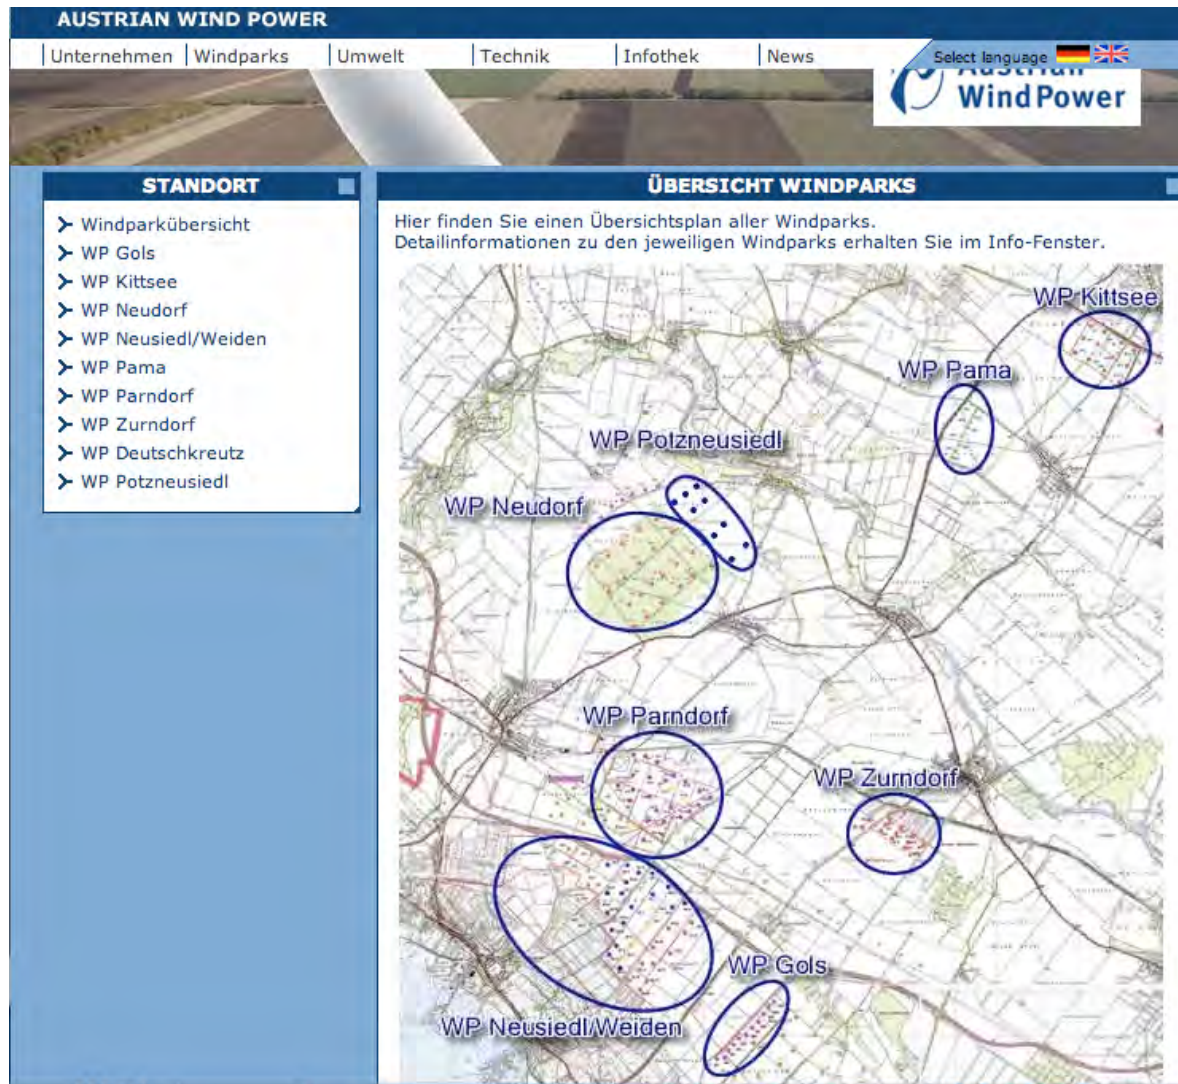 AUSTRIAN WIND POWER
Unternehmen
Windparks
Umwelt
Technik
Infothek
News
Select language
Austrian
WindPower
STANDORT
Windparkübersicht
WP Gols
WP Kittsee
WP Neudorf
WP Neusiedl/Weiden
WP Pama
WP Parndorf
WP Zurndorf
WP Deutschkreutz
WP Potzneusiedl
ÜBERSICHT WINDPARKS
Hier finden Sie einen Übersichtsplan aller Windparks.
Detailinformationen zu den jeweiligen Windparks erhalten Sie im Info-Fenster.
WP Kittsee
WP Pama
WP Potzneusiedl
WP Neudorf
WP Parndorf
WP Zurndorf
WP Gols
WP Neusiedl/Weiden